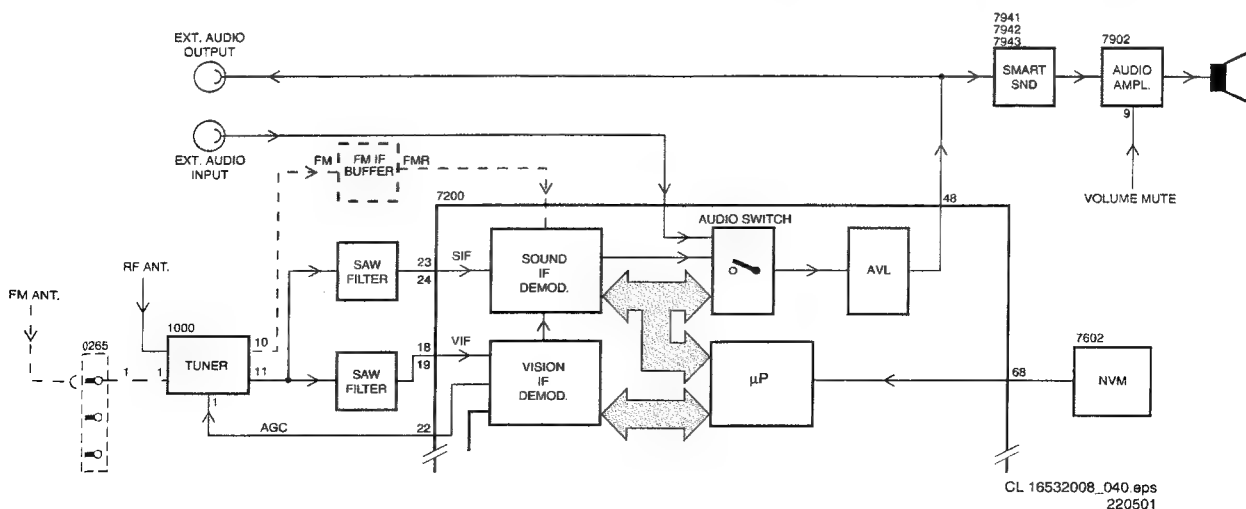 EXT. AUDIO
OUTPUT
7941
7942
7943
SMART
SND
7902
AUDIO
AMPL.
9
VOLUME MUTE
EXT. AUDIO
INPUT
FM
FM IF
BUFFER
FMR
7200
48
AUDIO SWITCH
RF ANT.
FM ANT.
SAW
FILTER
23
24
SIF
SOUND
IF
DEMOD.
AVL
0265
1
1
1000
TUNER
10
11
1
SAW
FILTER
18
19
VIF
VISION
IF
DEMOD.
µP
68
7602
NVM
AGC
22
CL 16532008_040.eps
220501